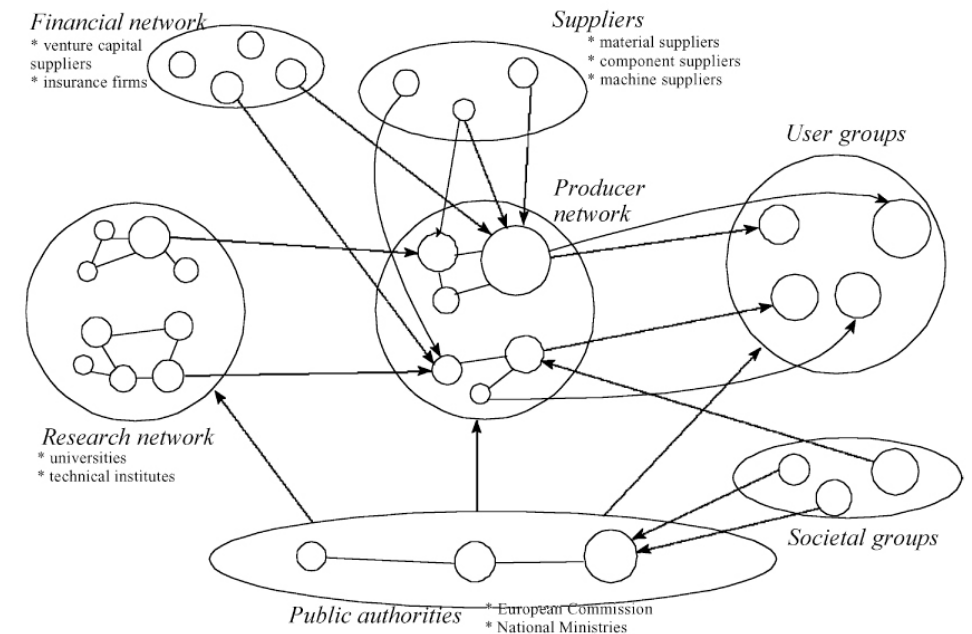 Financial network
* venture capital
suppliers
* insurance firms
Suppliers
* material suppliers
* component suppliers
* machine suppliers
User groups
Producer
network
Research network
* universities
* technical institutes
Societal groups
Public authorities
* European Commission
* National Ministries